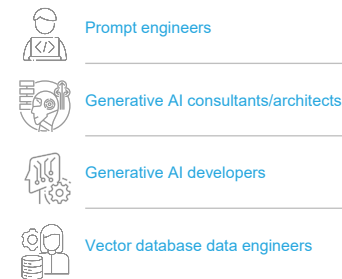 Prompt engineers
Generative AI consultants/architects
Generative AI developers
Vector database data engineers